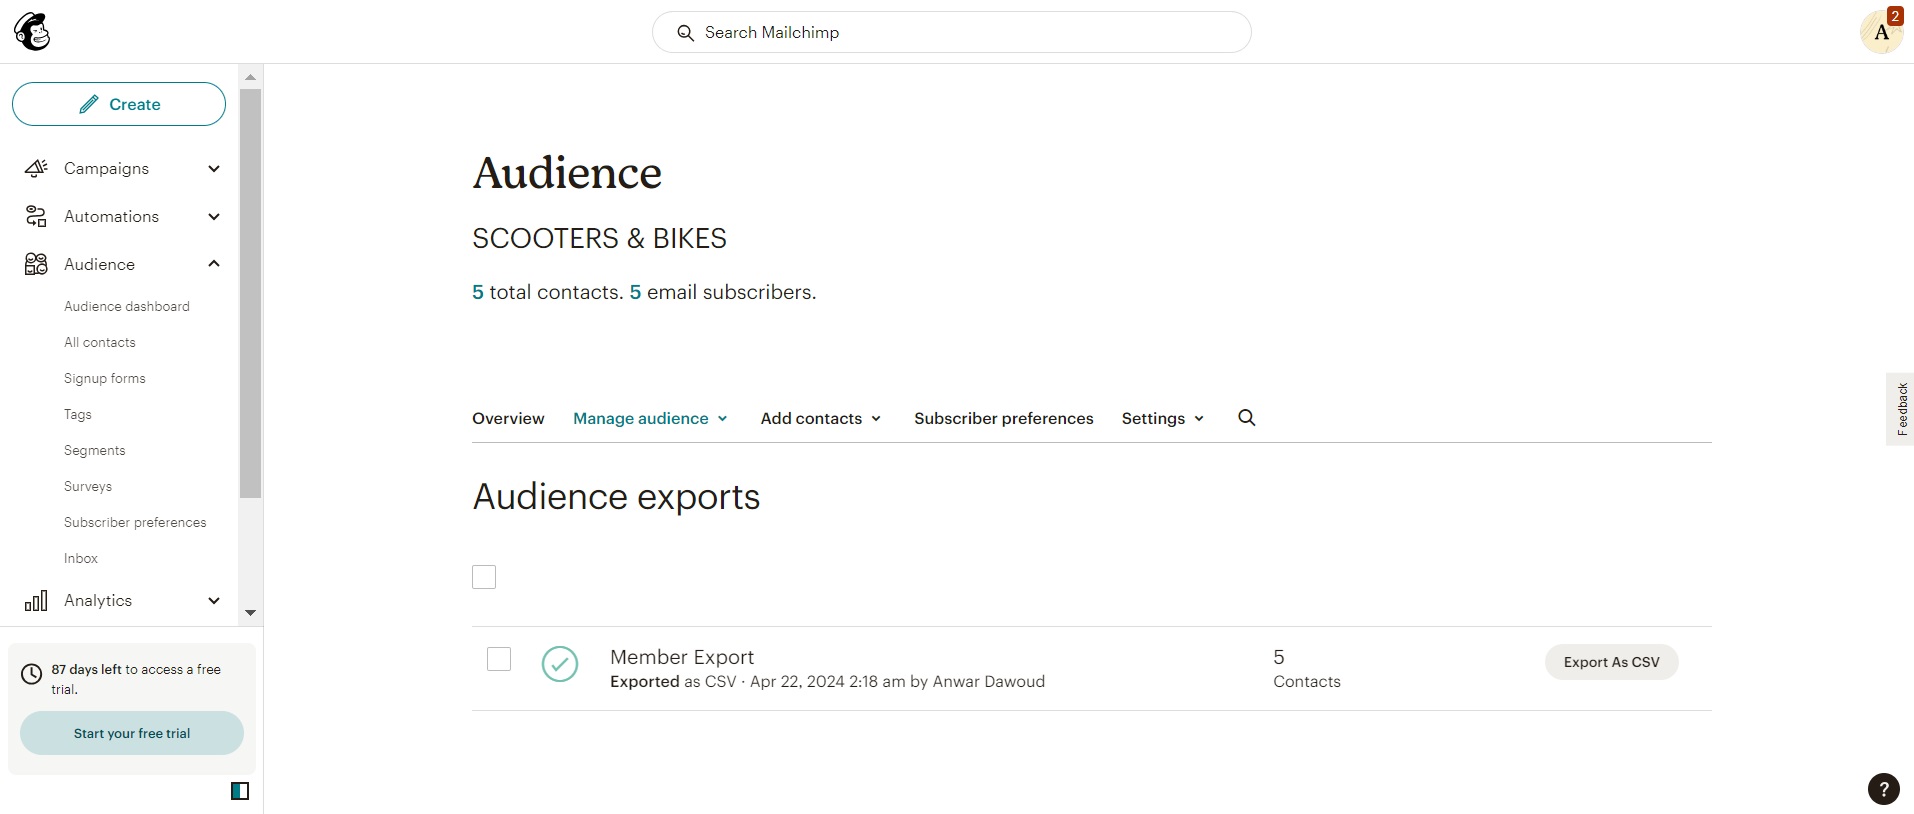 Search Mailchimp
A
2
Create
Campaigns
Automations
Audience
Audience dashboard
All contacts
Signup forms
Tags
Segments
Surveys
Subscriber preferences
Inbox
Analytics
87 days left to access a free
trial.
Start your free trial
Audience
SCOOTERS & BIKES
5 total contacts. 5 email subscribers.
Overview Manage audience Add contacts Subscriber preferences Settings
Audience exports
Member Export
Exported as CSV · Apr 22, 2024 2:18 am by Anwar Dawoud
5
Contacts
Export As CSV
Feedback
?